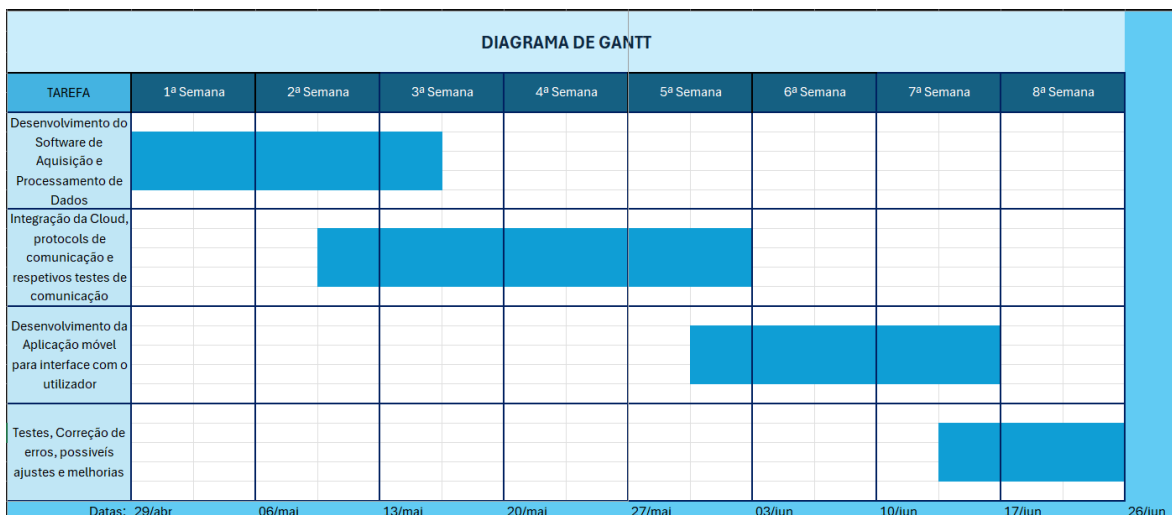 DIAGRAMA DE GANTT
TAREFA 1ª Semana 2ª Semana 3ª Semana 4ª Semana 5ª Semana 6ª Semana 7ª Semana 8ª Semana
Desenvolvimento do
Software de
Aquisição e
Processamento de
Dados
Integração da Cloud,
protocols de
comunicação e
respetivos testes de
comunicação
Desenvolvimento da
Aplicação móvel
para interface com o
utilizador
Testes, Correção de
erros, possiveís
ajustes e melhorias
Datas: 29/abr 06/mai 13/mai 20/mai 27/mai 03/jun 10/jun 17/jun 26/jun